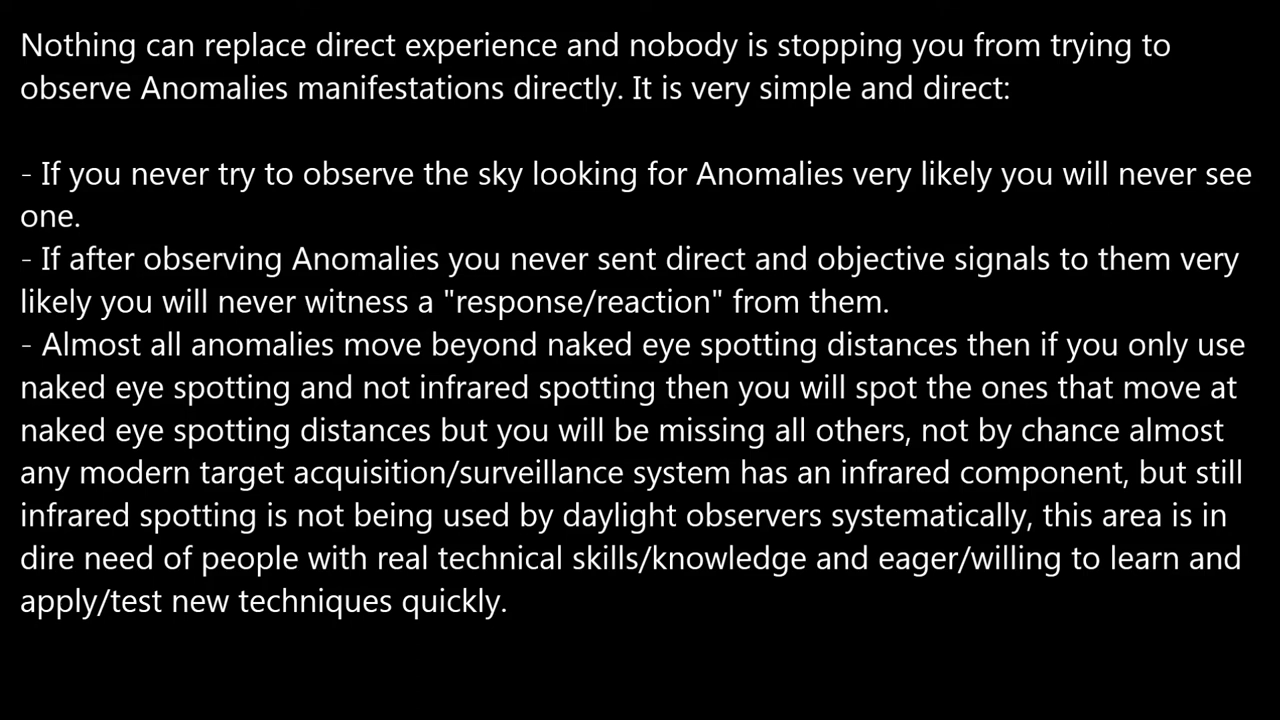 Nothing can replace direct experience and nobody is stopping you from trying to
observe Anomalies manifestations directly. It is very simple and direct:
- If you never try to observe the sky looking for Anomalies very likely you will never see
one.
- If after observing Anomalies you never sent direct and objective signals to them very
likely you will never witness a "response/reaction" from them.
- Almost all anomalies move beyond naked eye spotting distances then if you only use
naked eye spotting and not infrared spotting then you will spot the ones that move at
naked eye spotting distances but you will be missing all others, not by chance almost
any modern target acquisition/surveillance system has an infrared component, but still
infrared spotting is not being used by daylight observers systematically, this area is in
dire need of people with real technical skills/knowledge and eager/willing to learn and
apply/test new techniques quickly.